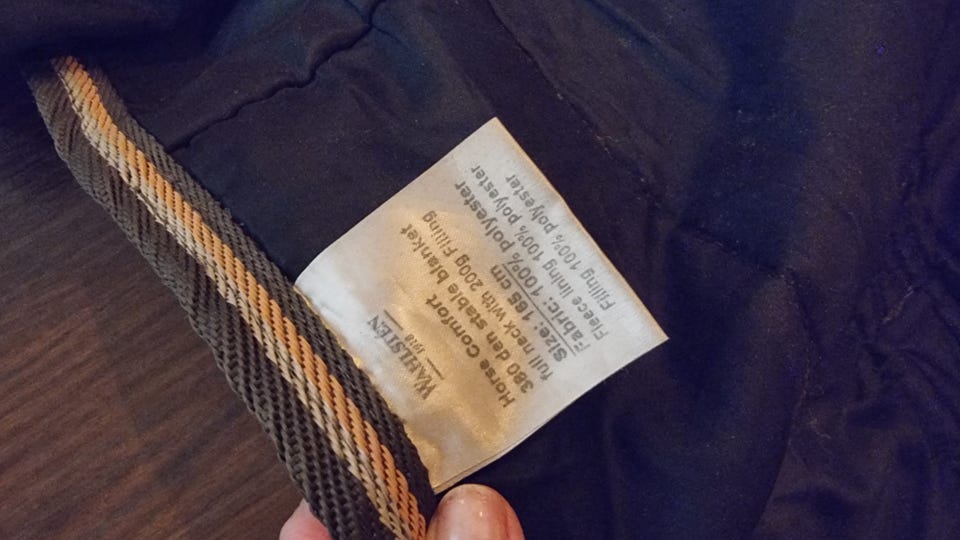 WAHLSTEN
1918
Horse Comfort
380 den stable blanket
full neck with 200g Filling
Size: 165 cm
Fabric: 100% polyester
Fleece lining 100% polyester
Filling 100% polyester